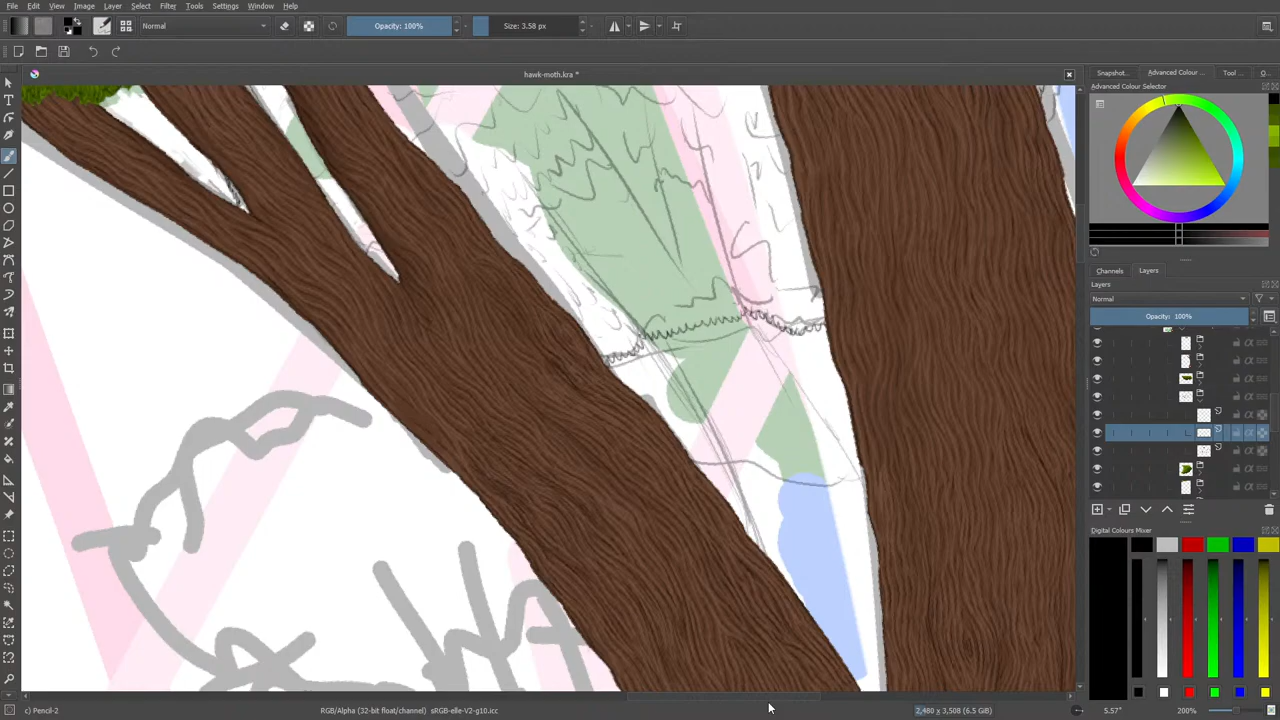 File Edit View Image Layer Select Filter Tools Settings Window Help
Normal Opacity: 100% Size: 3.58 px
hawk-moth.kra *
Snapshot... Advanced Colour ... Tool ... O...
Advanced Colour Selector
Channels Layers
Layers
Normal
Opacity: 100%
Digital Colours Mixer
c) Pencil-2 RGB/Alpha (32-bit float/channel) sRGB-elle-V2-g10.icc 2,480 x 3,508 (6.5 GiB) 5.57° 200%